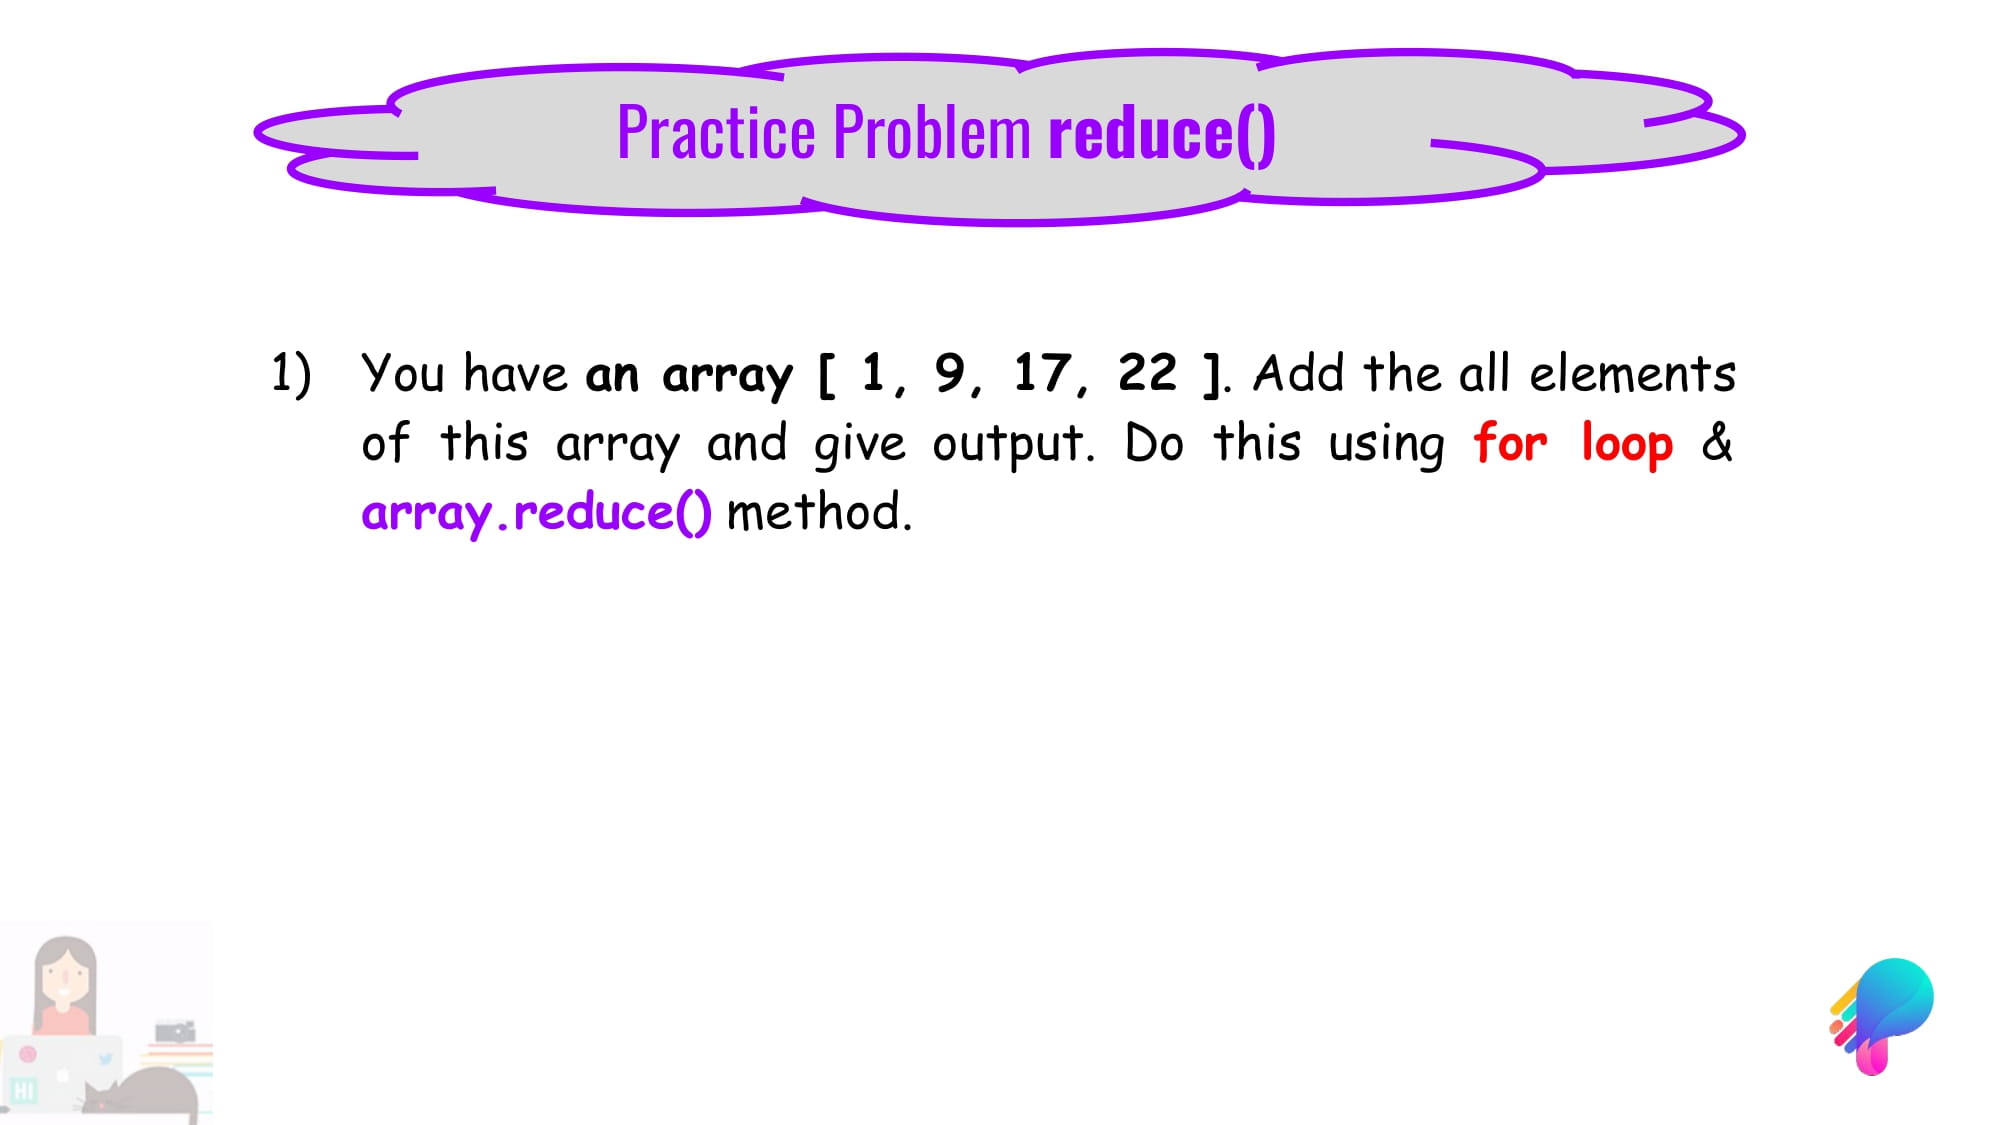 Practice Problem reduce()
1) You have an array [ 1, 9, 17, 22 ]. Add the all elements
of this array and give output. Do this using for loop &
array.reduce() method.
HI